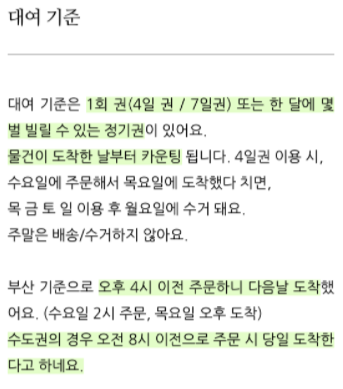 대여 기준
대여 기준은 1회 권(4일 권 / 7일권) 또는 한 달에 몇
벌 빌릴 수 있는 정기권이 있어요.
물건이 도착한 날부터 카운팅 됩니다. 4일권 이용 시,
수요일에 주문해서 목요일에 도착했다 치면,
목 금 토 일 이용 후 월요일에 수거 돼요.
주말은 배송/수거하지 않아요.
부산 기준으로 오후 4시 이전 주문하니 다음날 도착했
어요. (수요일 2시 주문, 목요일 오후 도착)
수도권의 경우 오전 8시 이전으로 주문 시 당일 도착한
다고 하네요.